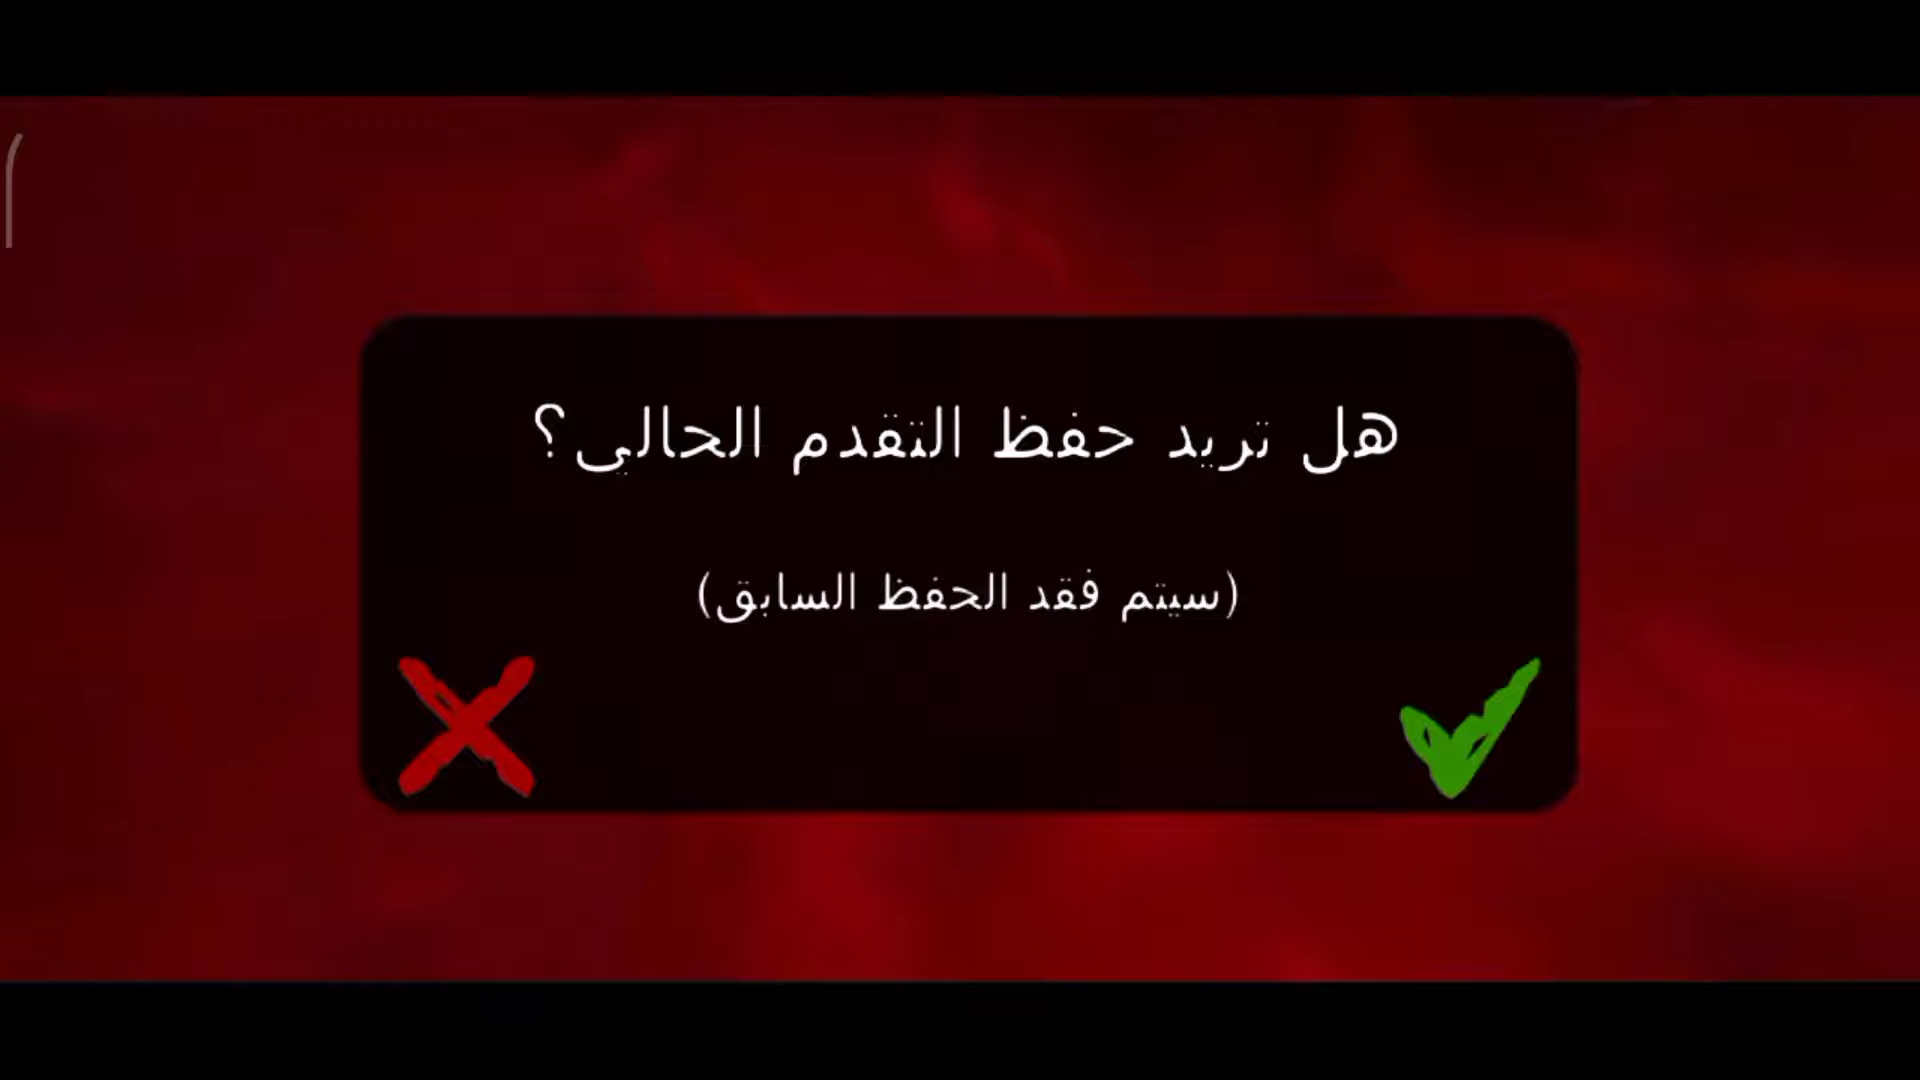 هل تريد حفظ التقدم الحالي؟
(سيتم فقد الحفظ السابق)